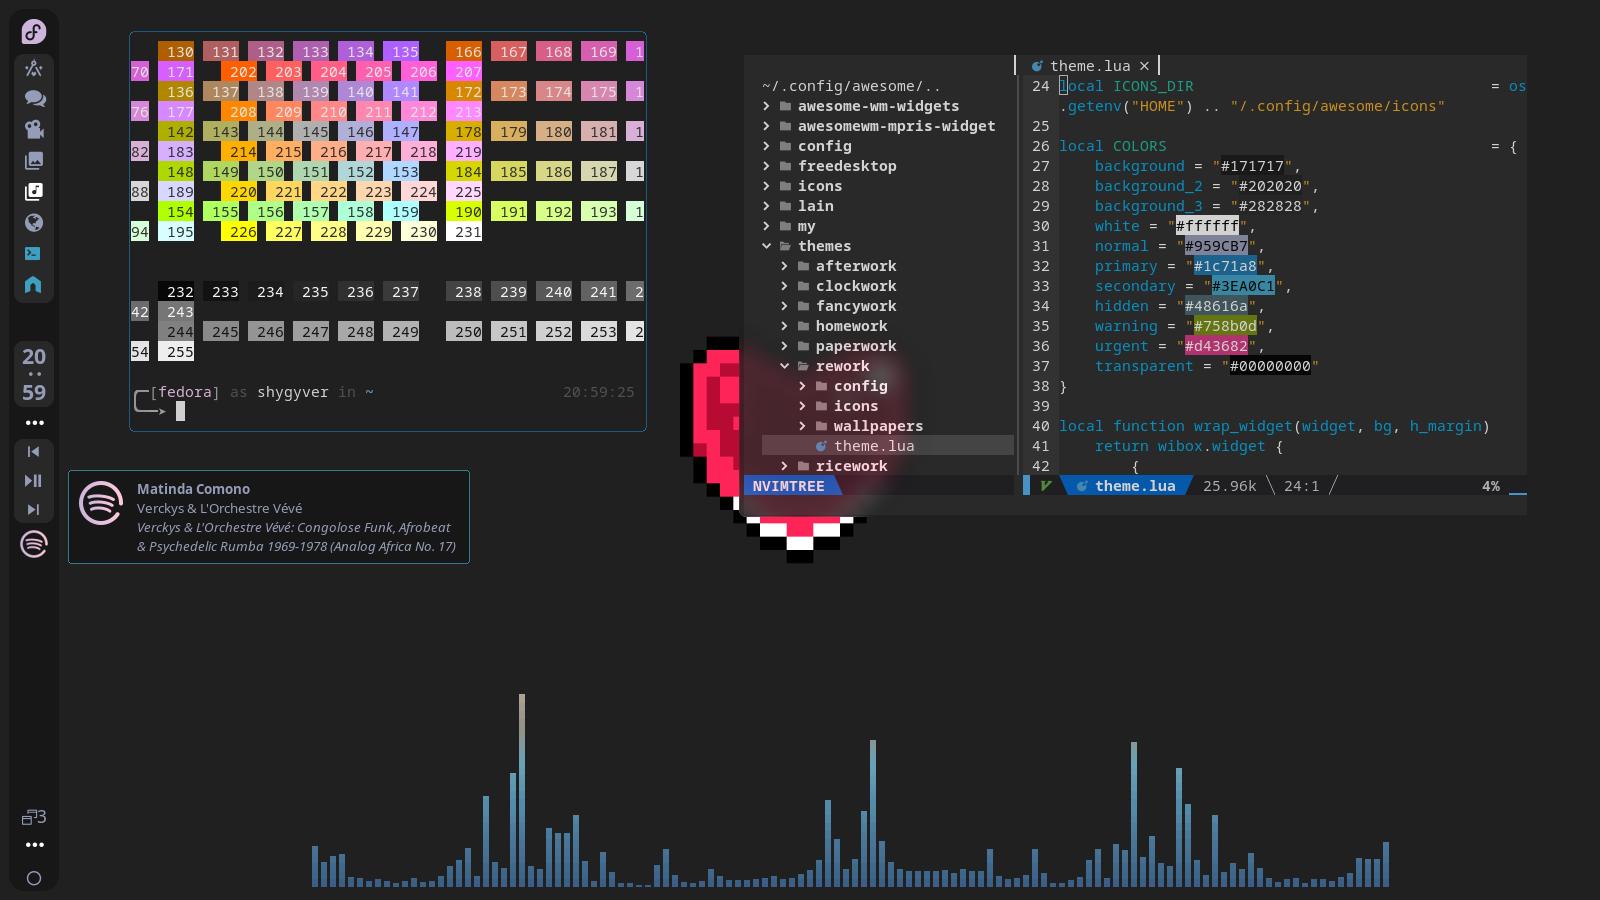 20
59
3
130 131 132 133 134 135 166 167 168 169 1
70 171 202 203 204 205 206 207
136 137 138 139 140 141 172 173 174 175 1
76 177 208 209 210 211 212 213
142 143 144 145 146 147 178 179 180 181 1
82 183 214 215 216 217 218 219
148 149 150 151 152 153 184 185 186 187 1
88 189 220 221 222 223 224 225
154 155 156 157 158 159 190 191 192 193 1
94 195 226 227 228 229 230 231
232 233 234 235 236 237 238 239 240 241 2
42 243
244 245 246 247 248 249 250 251 252 253 2
54 255
[fedora] as shygyver in ~ 20:59:25
Matinda Comono
Verckys & L'Orchestre Vévé
Verckys & L'Orchestre Vévé: Congolose Funk, Afrobeat
& Psychedelic Rumba 1969-1978 (Analog Africa No. 17)
~/.config/awesome/..
awesome-wm-widgets
awesomewm-mpris-widget
config
freedesktop
icons
lain
my
themes
afterwork
clockwork
fancywork
homework
paperwork
rework
config
icons
wallpapers
theme.lua
rework
NVIMTREE
theme.lua ×
24 local ICONS_DIR = os
.getenv("HOME") .. "/.config/awesome/icons"
25
26 local COLORS = {
27 background = "#171717",
28 background_2 = "#202020",
29 background_3 = "#282828",
30 white = "#ffffff",
31 normal = "#959CB7",
32 primary = "#1c71a8",
33 secondary = "#3EA0C1",
34 hidden = "#48616a",
35 warning = "#758b0d",
36 urgent = "#d43682",
37 transparent = "#00000000"
38 }
39
40 local function wrap_widget(widget, bg, h_margin)
41 return wibox.widget {
42 {
theme.lua 25.96k 24:1 4%